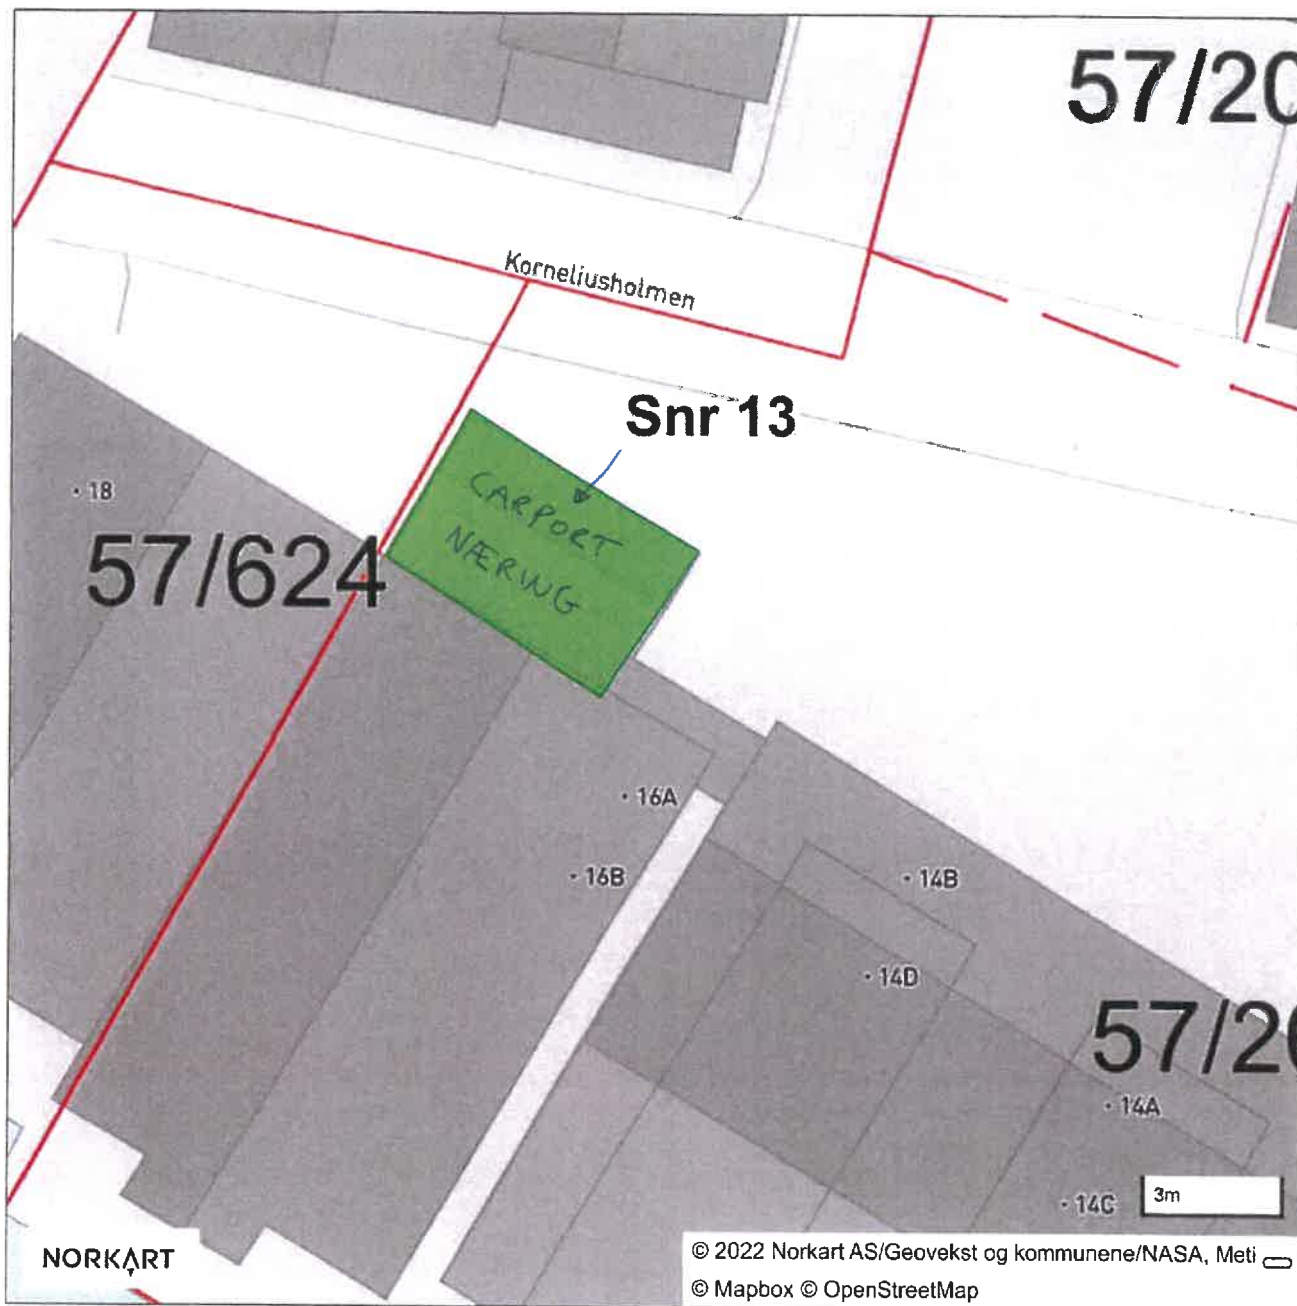 57/20
Korneliusholmen
Snr 13
CARPORT
NÆRING
18
57/624
16A
16B
14B
14D
57/20
14A
14C
3m
NORKART
© 2022 Norkart AS/Geovekst og kommunene/NASA, Meti
© Mapbox © OpenStreetMap